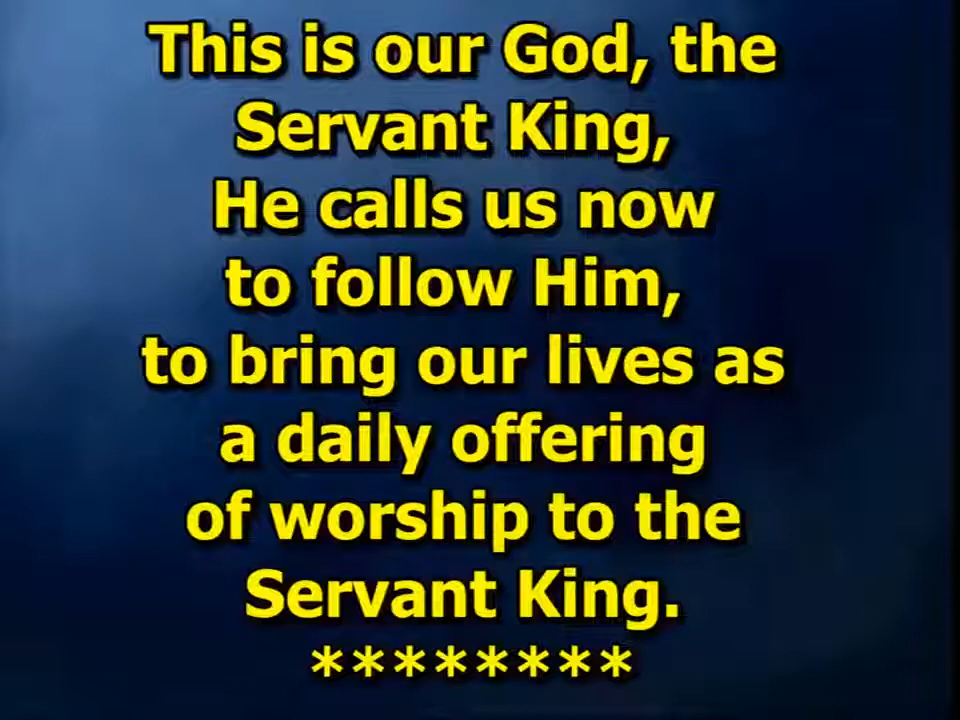 This is our God, the
Servant King,
He calls us now
to follow Him,
to bring our lives as
a daily offering
of worship to the
Servant King.
********